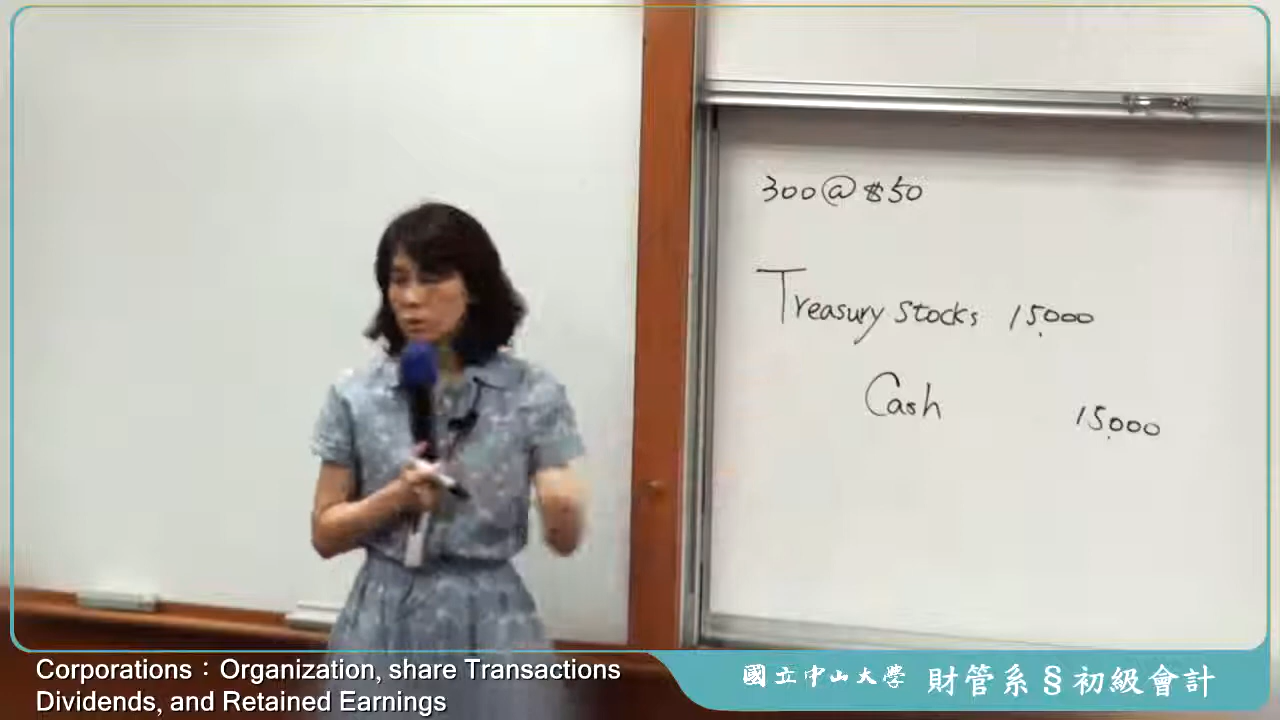 300@$50
Treasury Stocks 15,000
Cash 15,000
Corporations：Organization, share Transactions
Dividends, and Retained Earnings
國立中山大學 財管系§初級會計